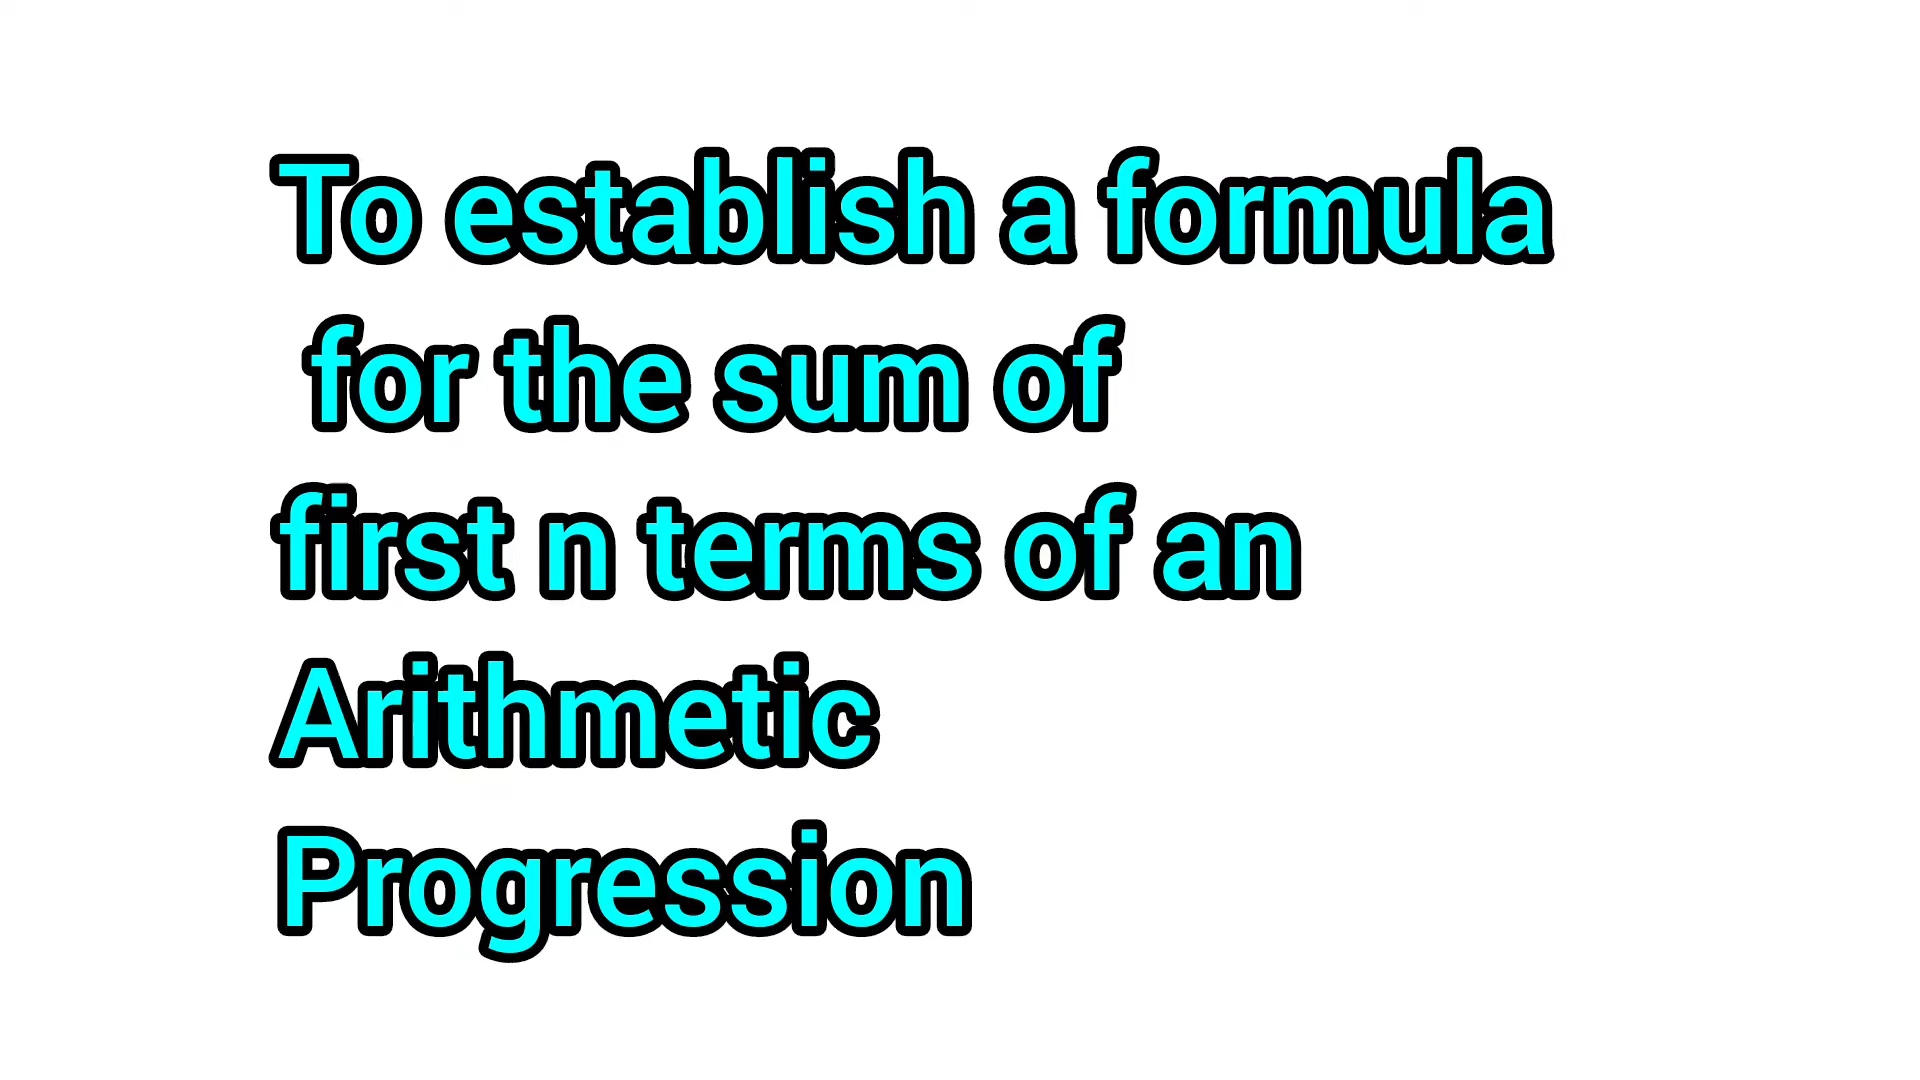 To establish a formula
for the sum of
first n terms of an
Arithmetic
Progression